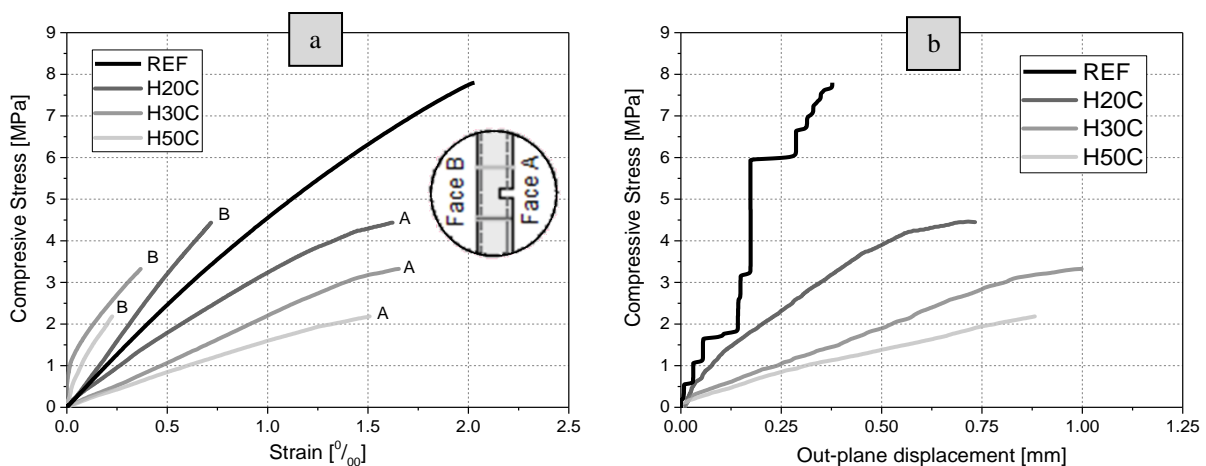 a
9
8
7
6
5
4
3
2
1
0
Compresive Stress [MPa]
REF
H20C
H30C
H50C
B
B
B
A
A
A
Face B
Face A
0.0 0.5 1.0 1.5 2.0 2.5
Strain [⁰/₀₀]
b
9
8
7
6
5
4
3
2
1
0
Compressive Stress [MPa]
REF
H20C
H30C
H50C
0.00 0.25 0.50 0.75 1.00 1.25
Out-plane displacement [mm]